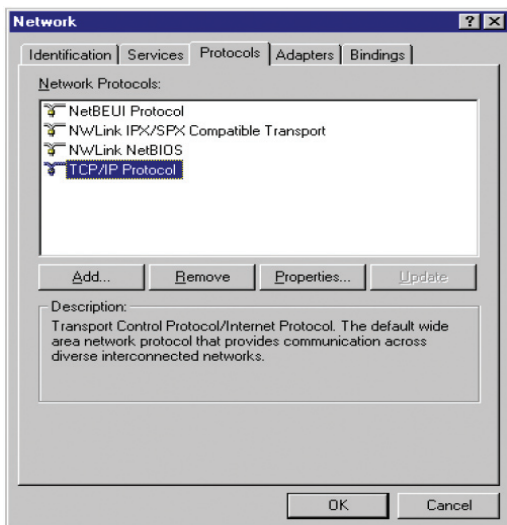 Network
Identification Services Protocols Adapters Bindings
Network Protocols:
NetBEUI Protocol
NWLink IPX/SPX Compatible Transport
NWLink NetBIOS
TCP/IP Protocol
Add... Remove Properties... Update
Description:
Transport Control Protocol/Internet Protocol. The default wide
area network protocol that provides communication across
diverse interconnected networks.
OK Cancel